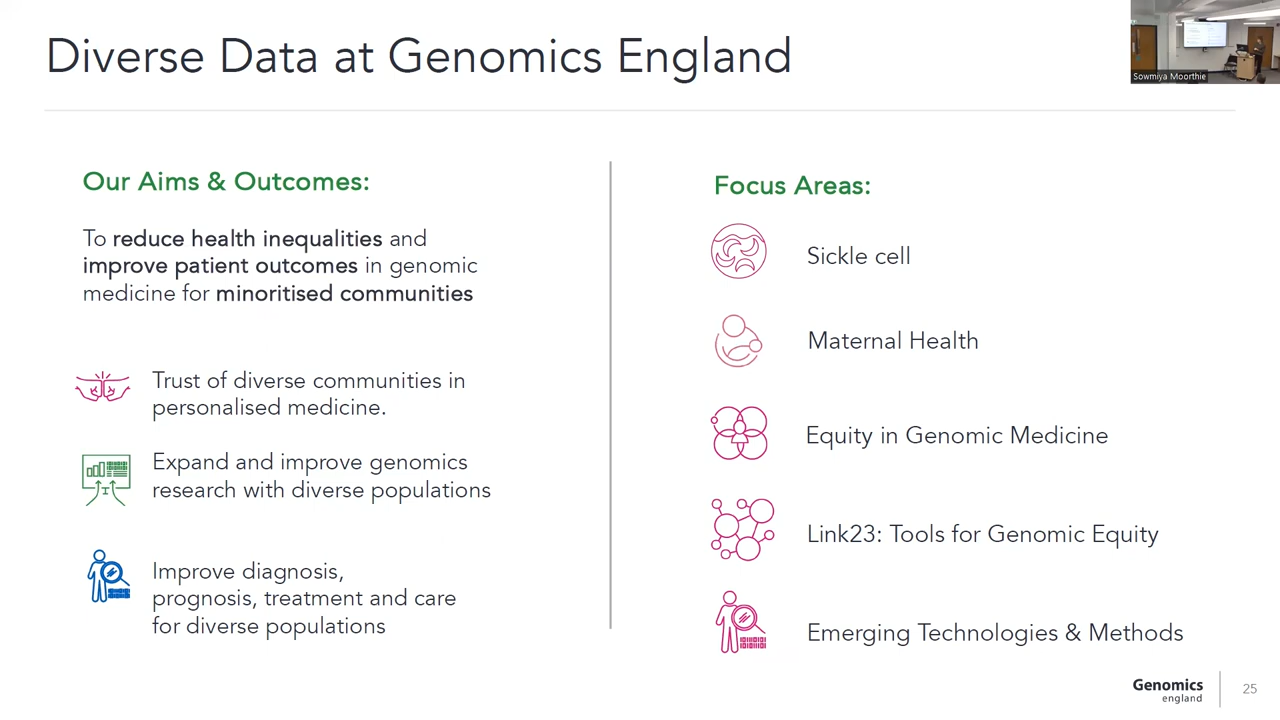 Diverse Data at Genomics England
Sowmiya Moorthie
Our Aims & Outcomes:
To reduce health inequalities and
improve patient outcomes in genomic
medicine for minoritised communities
Trust of diverse communities in
personalised medicine.
Expand and improve genomics
research with diverse populations
Improve diagnosis,
prognosis, treatment and care
for diverse populations
Focus Areas:
Sickle cell
Maternal Health
Equity in Genomic Medicine
Link23: Tools for Genomic Equity
Emerging Technologies & Methods
Genomics
england
25